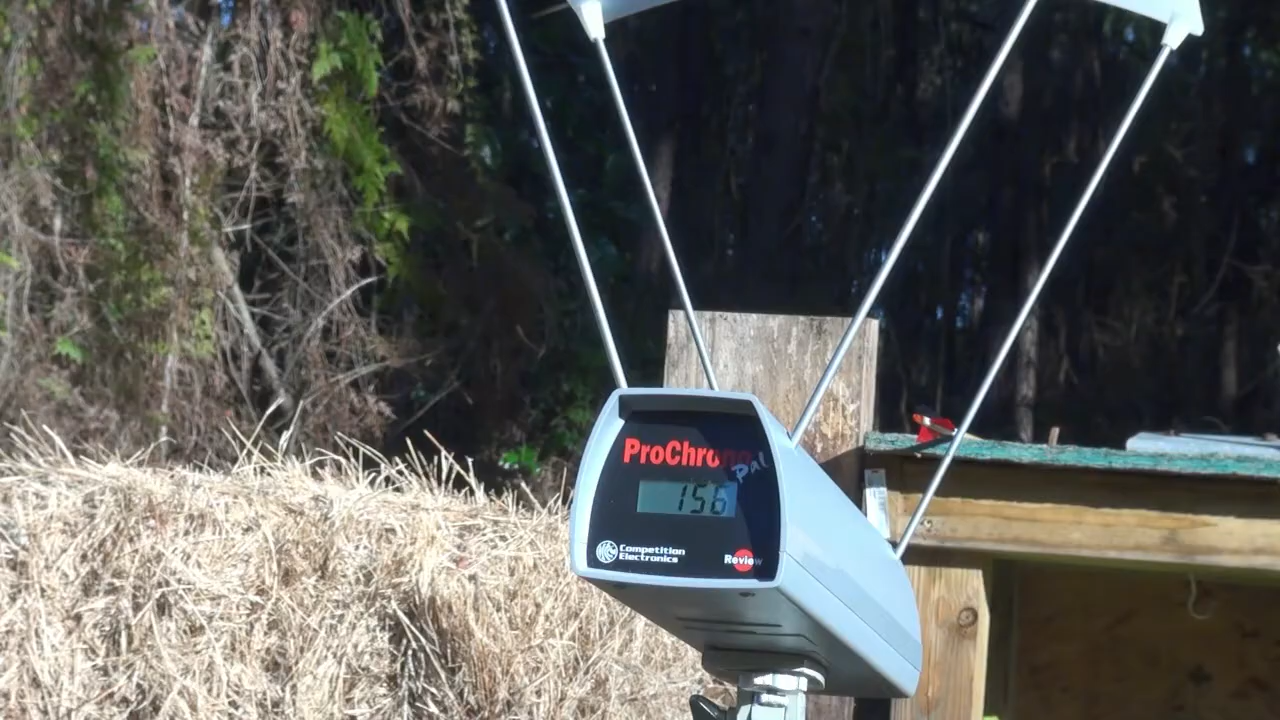 ProChrono
Pal
156
Competition
Electronics
Review